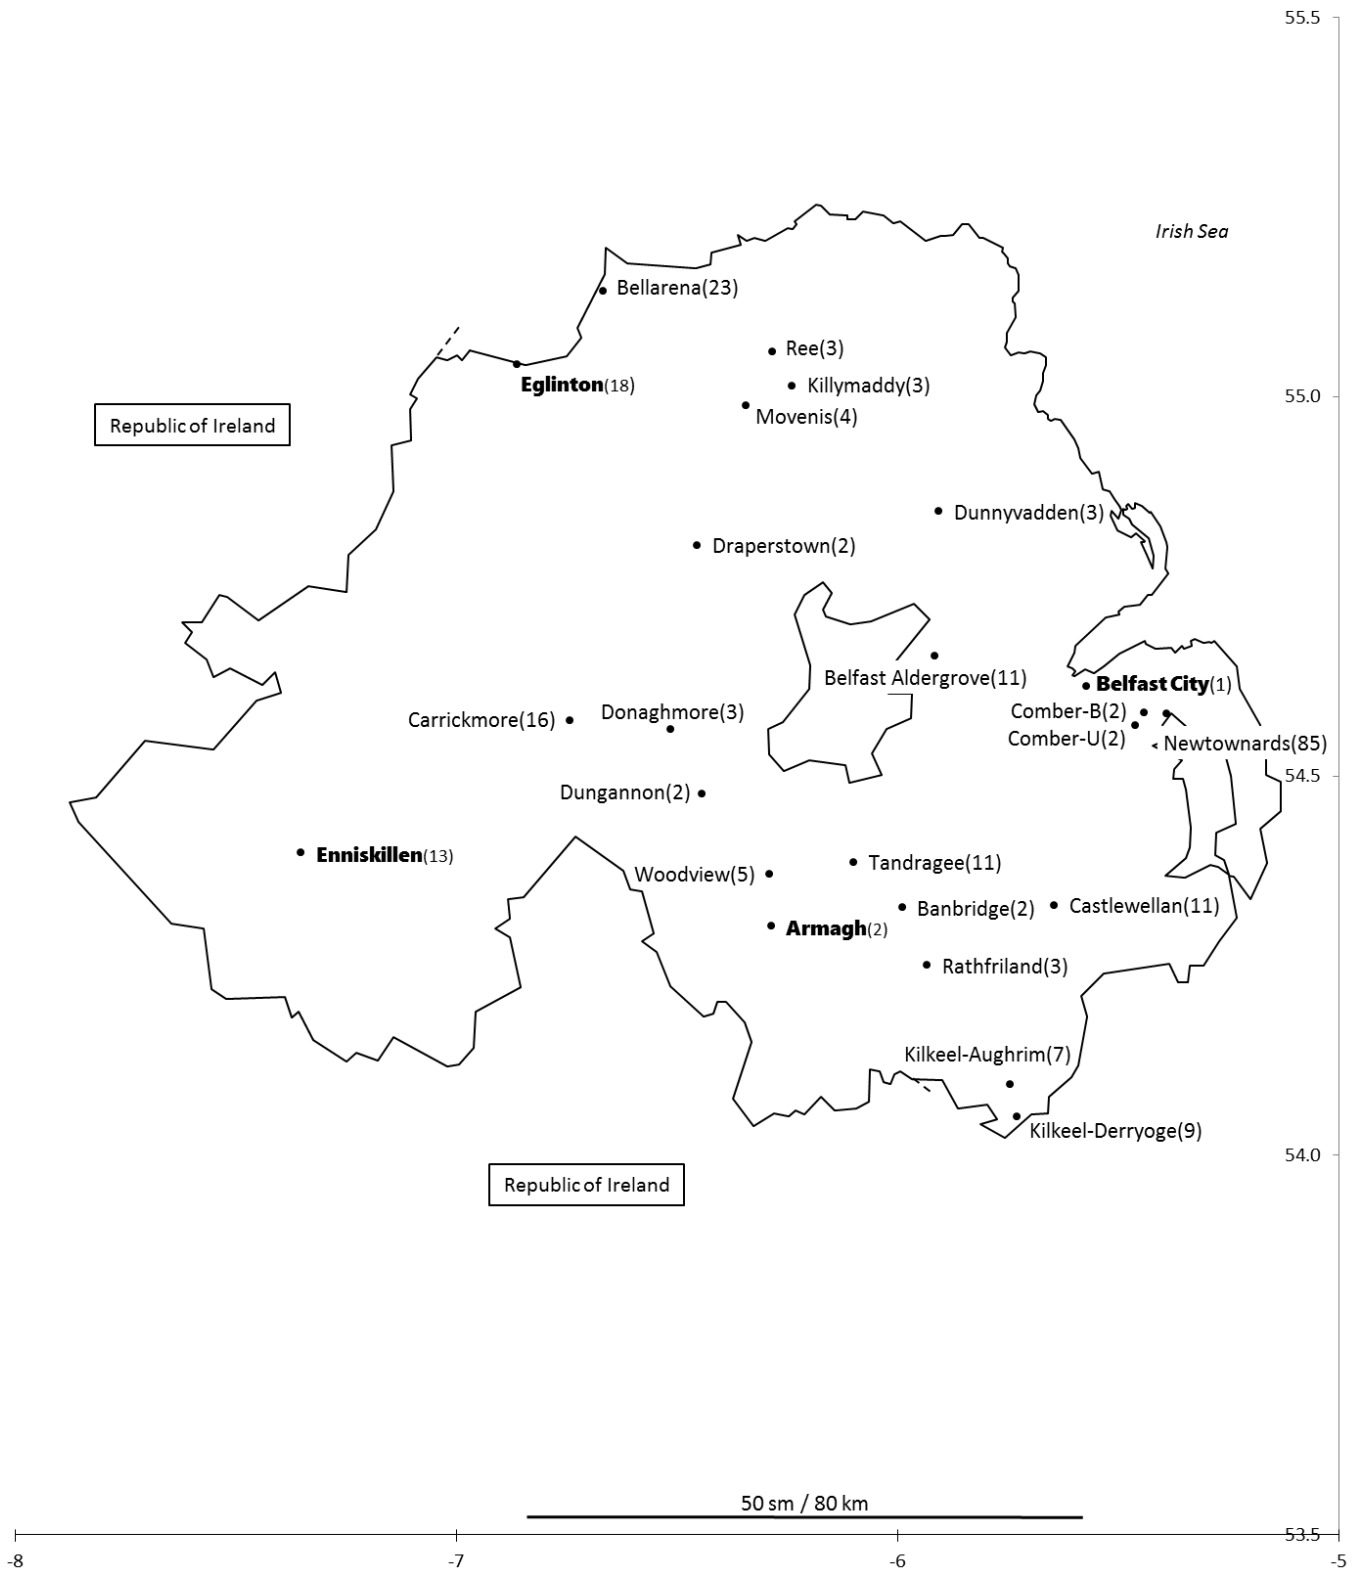 55.5
Irish Sea
Bellarena(23)
Ree(3)
Eglinton(18)
Killymaddy(3)
55.0
Movenis(4)
Republic of Ireland
Dunnyvadden(3)
Draperstown(2)
Belfast Aldergrove(11)
Belfast City(1)
Comber-B(2)
Donaghmore(3)
Carrickmore(16)
Comber-U(2)
Newtownards(85)
54.5
Dungannon(2)
Enniskillen(13)
Tandragee(11)
Woodview(5)
Castlewellan(11)
Banbridge(2)
Armagh(2)
Rathfriland(3)
Kilkeel-Aughrim(7)
Kilkeel-Derryoge(9)
54.0
Republic of Ireland
50 sm / 80 km
53.5
-8 -7 -6 -5